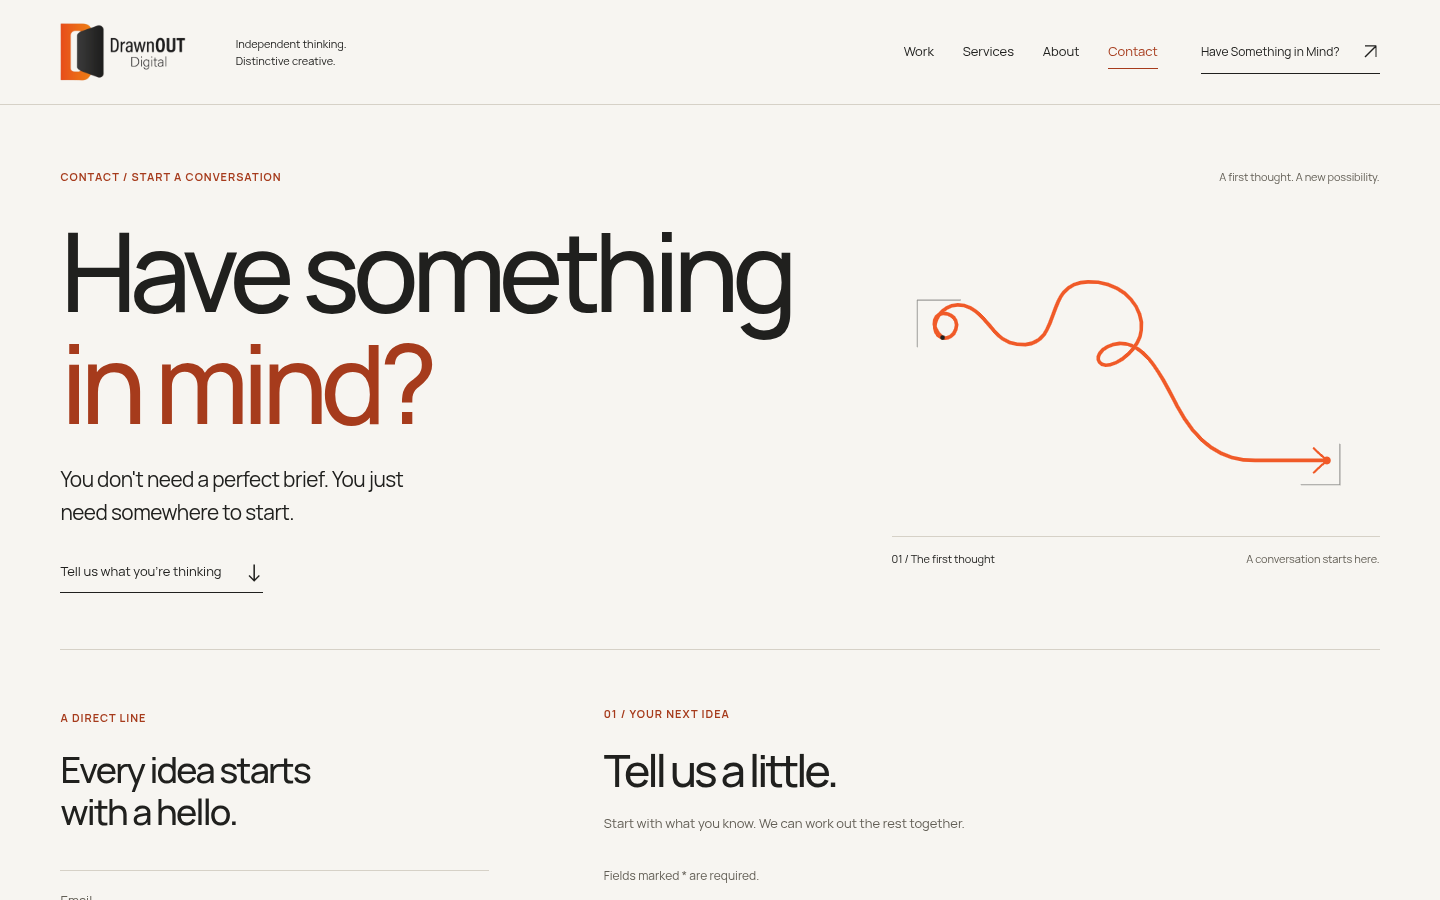 DrawnOUT
Digital
Independent thinking.
Distinctive creative.
Work
Services
About
Contact
Have Something in Mind?
CONTACT / START A CONVERSATION
A first thought. A new possibility.
Have something
in mind?
You don't need a perfect brief. You just
need somewhere to start.
Tell us what you're thinking
01 / The first thought
A conversation starts here.
A DIRECT LINE
Every idea starts
with a hello.
Email
01 / YOUR NEXT IDEA
Tell us a little.
Start with what you know. We can work out the rest together.
Fields marked * are required.